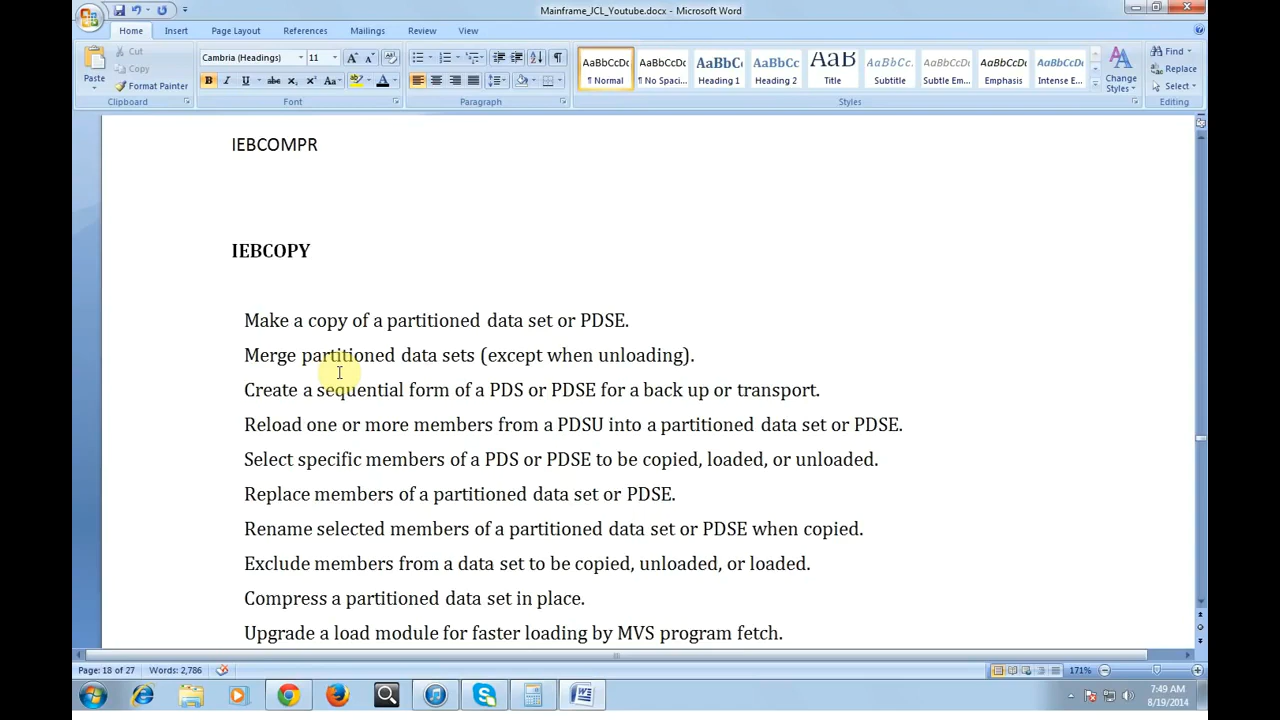 Mainframe_JCL_Youtube.docx - Microsoft Word
Home Insert Page Layout References Mailings Review View
Paste
Cut
Copy
Format Painter
Clipboard
Cambria (Headings) 11
Font
Paragraph
AaBbCcDc AaBbCcDc AaBbC AaBbCc AaB AaBbCc. AaBbCcDc AaBbCcDc AaBbCcDc
¶ Normal ¶ No Spaci... Heading 1 Heading 2 Title Subtitle Subtle Em... Emphasis Intense E...
Styles
Change Styles
Find
Replace
Select
Editing
IEBCOMPR
IEBCOPY
Make a copy of a partitioned data set or PDSE.
Merge partitioned data sets (except when unloading).
Create a sequential form of a PDS or PDSE for a back up or transport.
Reload one or more members from a PDSU into a partitioned data set or PDSE.
Select specific members of a PDS or PDSE to be copied, loaded, or unloaded.
Replace members of a partitioned data set or PDSE.
Rename selected members of a partitioned data set or PDSE when copied.
Exclude members from a data set to be copied, unloaded, or loaded.
Compress a partitioned data set in place.
Upgrade a load module for faster loading by MVS program fetch.
Page: 18 of 27 Words: 2,786 171%
7:49 AM
8/19/2014